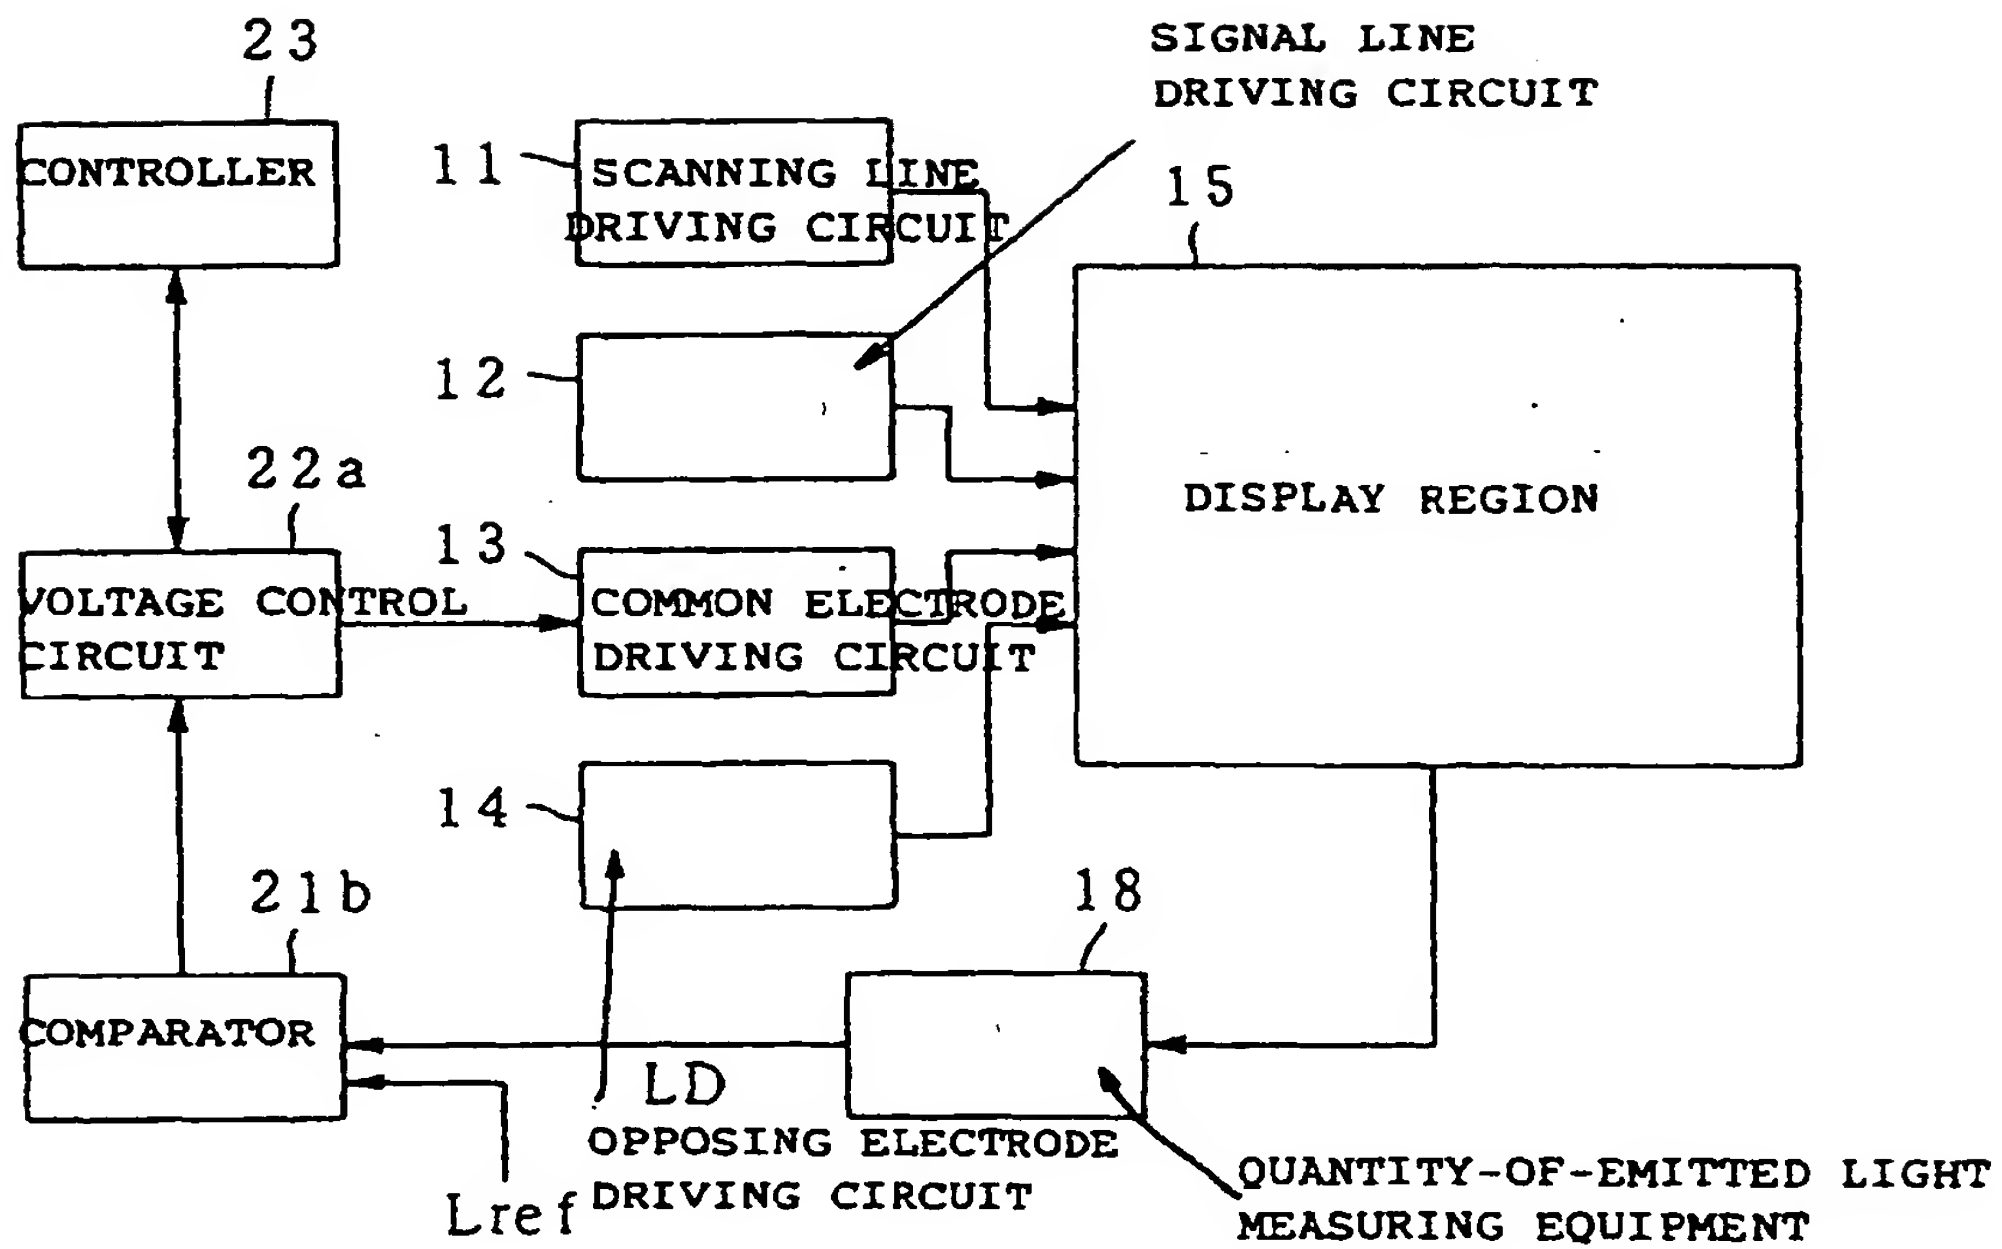 23
SIGNAL LINE
DRIVING CIRCUIT
CONTROLLER
11
SCANNING LINE
DRIVING CIRCUIT
15
12
DISPLAY REGION
22a
13
VOLTAGE CONTROL
CIRCUIT
COMMON ELECTRODE
DRIVING CIRCUIT
14
21b
18
COMPARATOR
LD
OPPOSING ELECTRODE
DRIVING CIRCUIT
Lref
QUANTITY-OF-EMITTED LIGHT
MEASURING EQUIPMENT